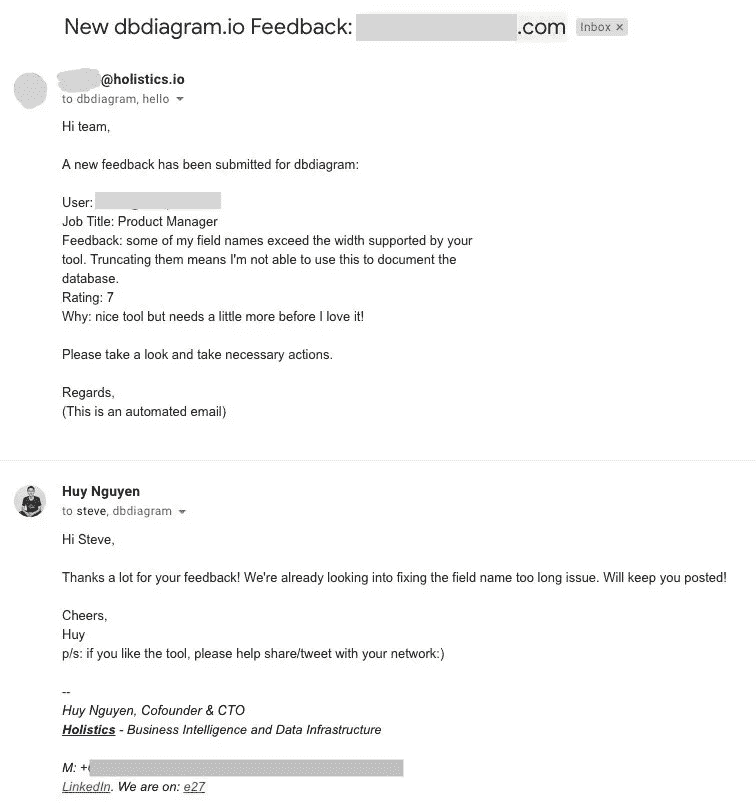 New dbdiagram.io Feedback: .com Inbox ×
@holistics.io
to dbdiagram, hello
Hi team,
A new feedback has been submitted for dbdiagram:
User:
Job Title: Product Manager
Feedback: some of my field names exceed the width supported by your
tool. Truncating them means I'm not able to use this to document the
database.
Rating: 7
Why: nice tool but needs a little more before I love it!
Please take a look and take necessary actions.
Regards,
(This is an automated email)
Huy Nguyen
to steve, dbdiagram
Hi Steve,
Thanks a lot for your feedback! We're already looking into fixing the field name too long issue. Will keep you posted!
Cheers,
Huy
p/s: if you like the tool, please help share/tweet with your network:)
--
Huy Nguyen, Cofounder & CTO
Holistics - Business Intelligence and Data Infrastructure
M: +
LinkedIn. We are on: e27